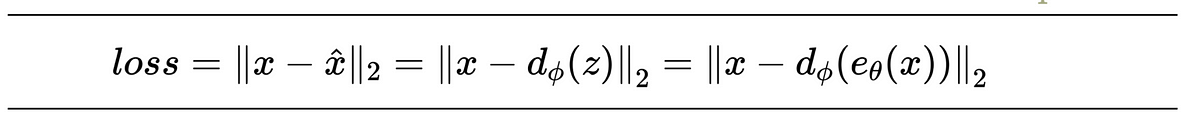 loss = ‖x − x̂‖₂ = ‖x − d_ϕ(z)‖₂ = ‖x − d_ϕ(e_θ(x))‖₂